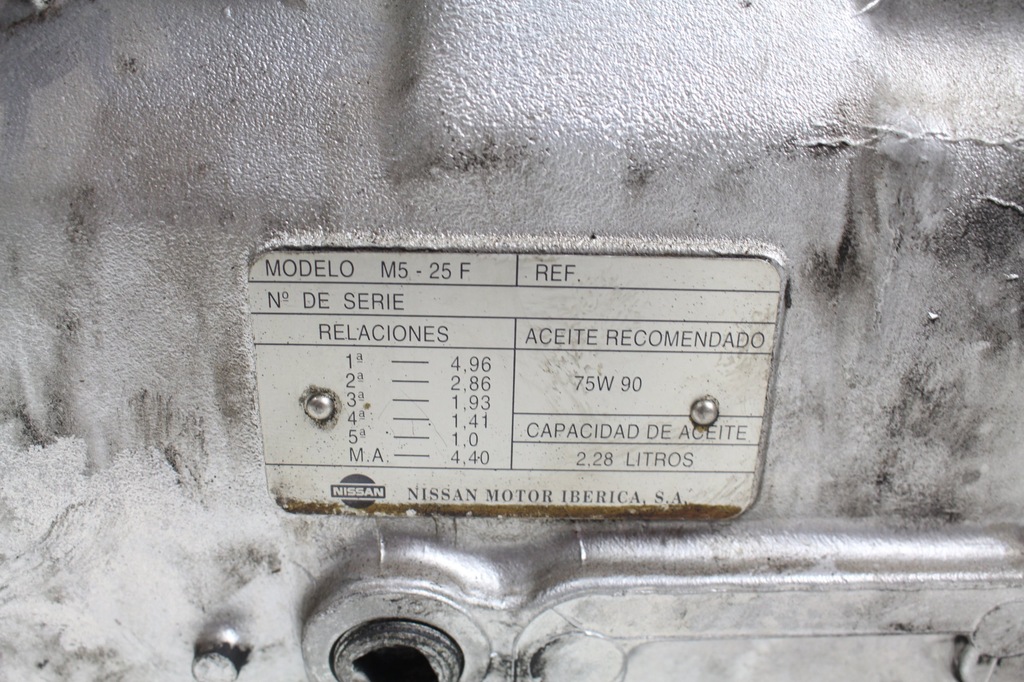 MODELO M5 - 25 F REF.
Nº DE SERIE
RELACIONES ACEITE RECOMENDADO
1ª — 4,96
2ª — 2,86
3ª — 1,93
4ª — 1,41
5ª — 1,0
M.A. — 4,40
75W 90
CAPACIDAD DE ACEITE
2,28 LITROS
NISSAN NISSAN MOTOR IBERICA, S.A.